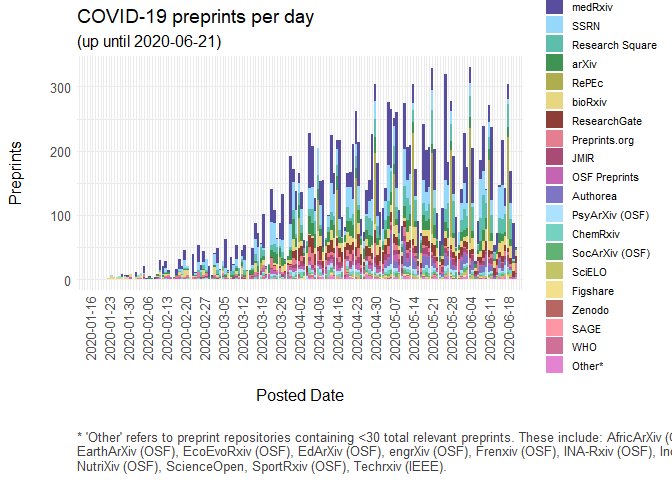 COVID-19 preprints per day
(up until 2020-06-21)
Preprints
300
200
100
0
2020-01-16
2020-01-23
2020-01-30
2020-02-06
2020-02-13
2020-02-20
2020-02-27
2020-03-05
2020-03-12
2020-03-19
2020-03-26
2020-04-02
2020-04-09
2020-04-16
2020-04-23
2020-04-30
2020-05-07
2020-05-14
2020-05-21
2020-05-28
2020-06-04
2020-06-11
2020-06-18
Posted Date
medRxiv
SSRN
Research Square
arXiv
RePEc
bioRxiv
ResearchGate
Preprints.org
JMIR
OSF Preprints
Authorea
PsyArXiv (OSF)
ChemRxiv
SocArXiv (OSF)
SciELO
Figshare
Zenodo
SAGE
WHO
Other*
* 'Other' refers to preprint repositories containing <30 total relevant preprints. These include: AfricArXiv (
EarthArXiv (OSF), EcoEvoRxiv (OSF), EdArXiv (OSF), engrXiv (OSF), Frenxiv (OSF), INA-Rxiv (OSF),
NutriXiv (OSF), ScienceOpen, SportRxiv (OSF), Techrxiv (IEEE).